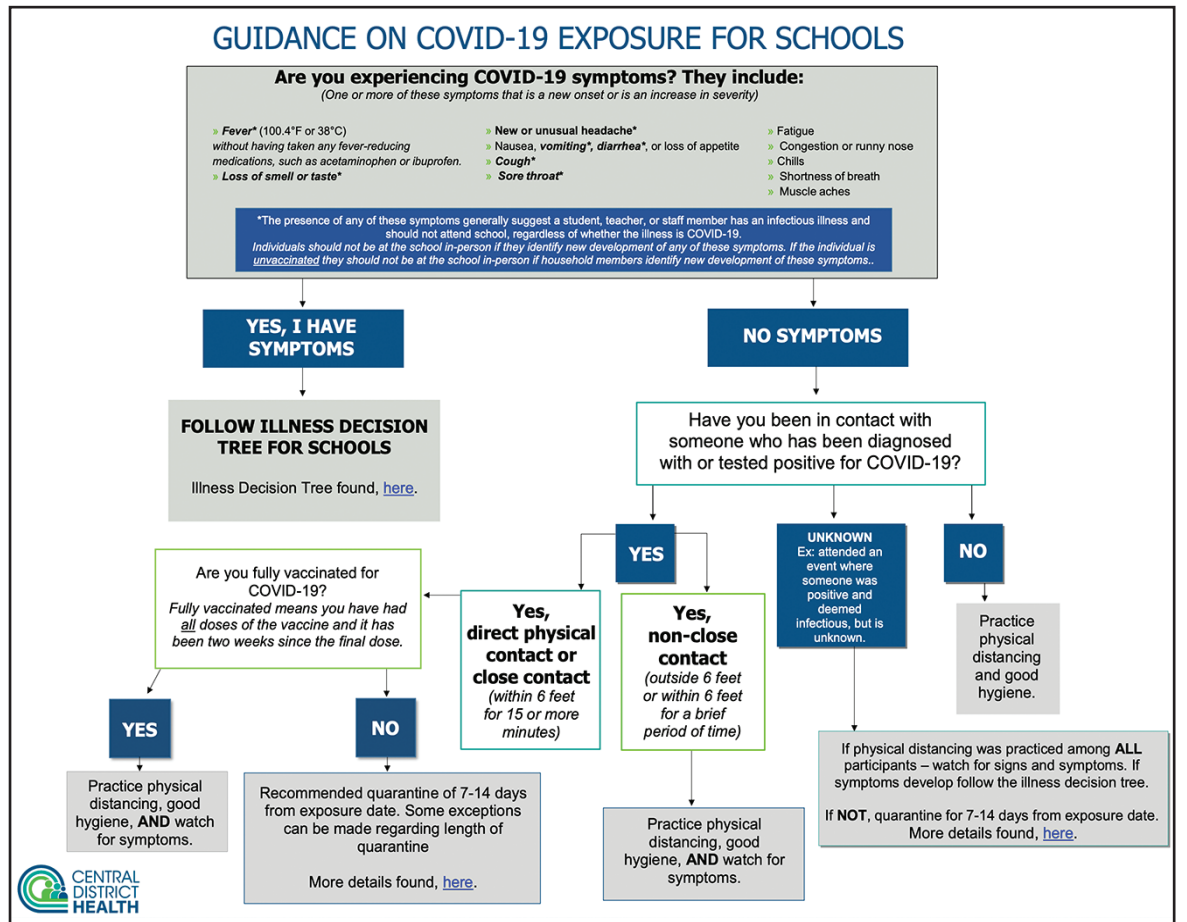 GUIDANCE ON COVID-19 EXPOSURE FOR SCHOOLS
Are you experiencing COVID-19 symptoms? They include:
(One or more of these symptoms that is a new onset or is an increase in severity)
» Fever* (100.4°F or 38°C)
without having taken any fever-reducing
medications, such as acetaminophen or ibuprofen.
» Loss of smell or taste*
» New or unusual headache*
» Nausea, vomiting*, diarrhea*, or loss of appetite
» Cough*
» Sore throat*
» Fatigue
» Congestion or runny nose
» Chills
» Shortness of breath
» Muscle aches
*The presence of any of these symptoms generally suggest a student, teacher, or staff member has an infectious illness and
should not attend school, regardless of whether the illness is COVID-19.
Individuals should not be at the school in-person if they identify new development of any of these symptoms. If the individual is
unvaccinated they should not be at the school in-person if household members identify new development of these symptoms..
YES, I HAVE
SYMPTOMS
FOLLOW ILLNESS DECISION
TREE FOR SCHOOLS
Illness Decision Tree found, here.
NO SYMPTOMS
Have you been in contact with
someone who has been diagnosed
with or tested positive for COVID-19?
YES
UNKNOWN
Ex: attended an
event where
someone was
positive and
deemed
infectious, but is
unknown.
NO
Practice
physical
distancing
and good
hygiene.
Are you fully vaccinated for
COVID-19?
Fully vaccinated means you have had
all doses of the vaccine and it has
been two weeks since the final dose.
Yes,
direct physical
contact or
close contact
(within 6 feet
for 15 or more
minutes)
Yes,
non-close
contact
(outside 6 feet
or within 6 feet
for a brief
period of time)
YES
NO
Practice physical
distancing, good
hygiene, AND watch
for symptoms.
Recommended quarantine of 7-14 days
from exposure date. Some exceptions
can be made regarding length of
quarantine
More details found, here.
Practice physical
distancing, good
hygiene, AND watch for
symptoms.
If physical distancing was practiced among ALL
participants – watch for signs and symptoms. If
symptoms develop follow the illness decision tree.
If NOT, quarantine for 7-14 days from exposure date.
More details found, here.
CENTRAL
DISTRICT
HEALTH